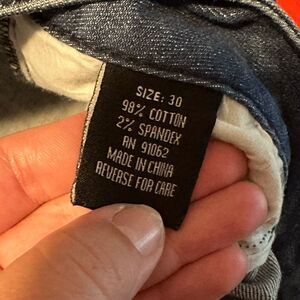 SIZE: 30
98% COTTON
2% SPANDEX
RN 91062
MADE IN CHINA
REVERSE FOR CARE